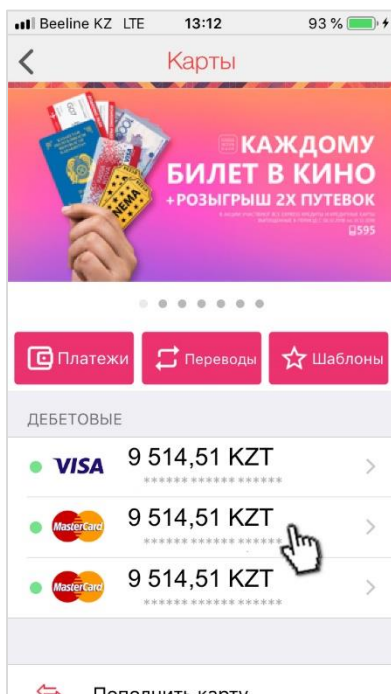 Beeline KZ LTE 13:12 93 %
Карты
КАЖДОМУ
БИЛЕТ В КИНО
+РОЗЫГРЫШ 2Х ПУТЕВОК
595
Платежи Переводы Шаблоны
ДЕБЕТОВЫЕ
VISA 9 514,51 KZT
******************
MasterCard 9 514,51 KZT
******************
MasterCard 9 514,51 KZT
******************
Пополнить карту